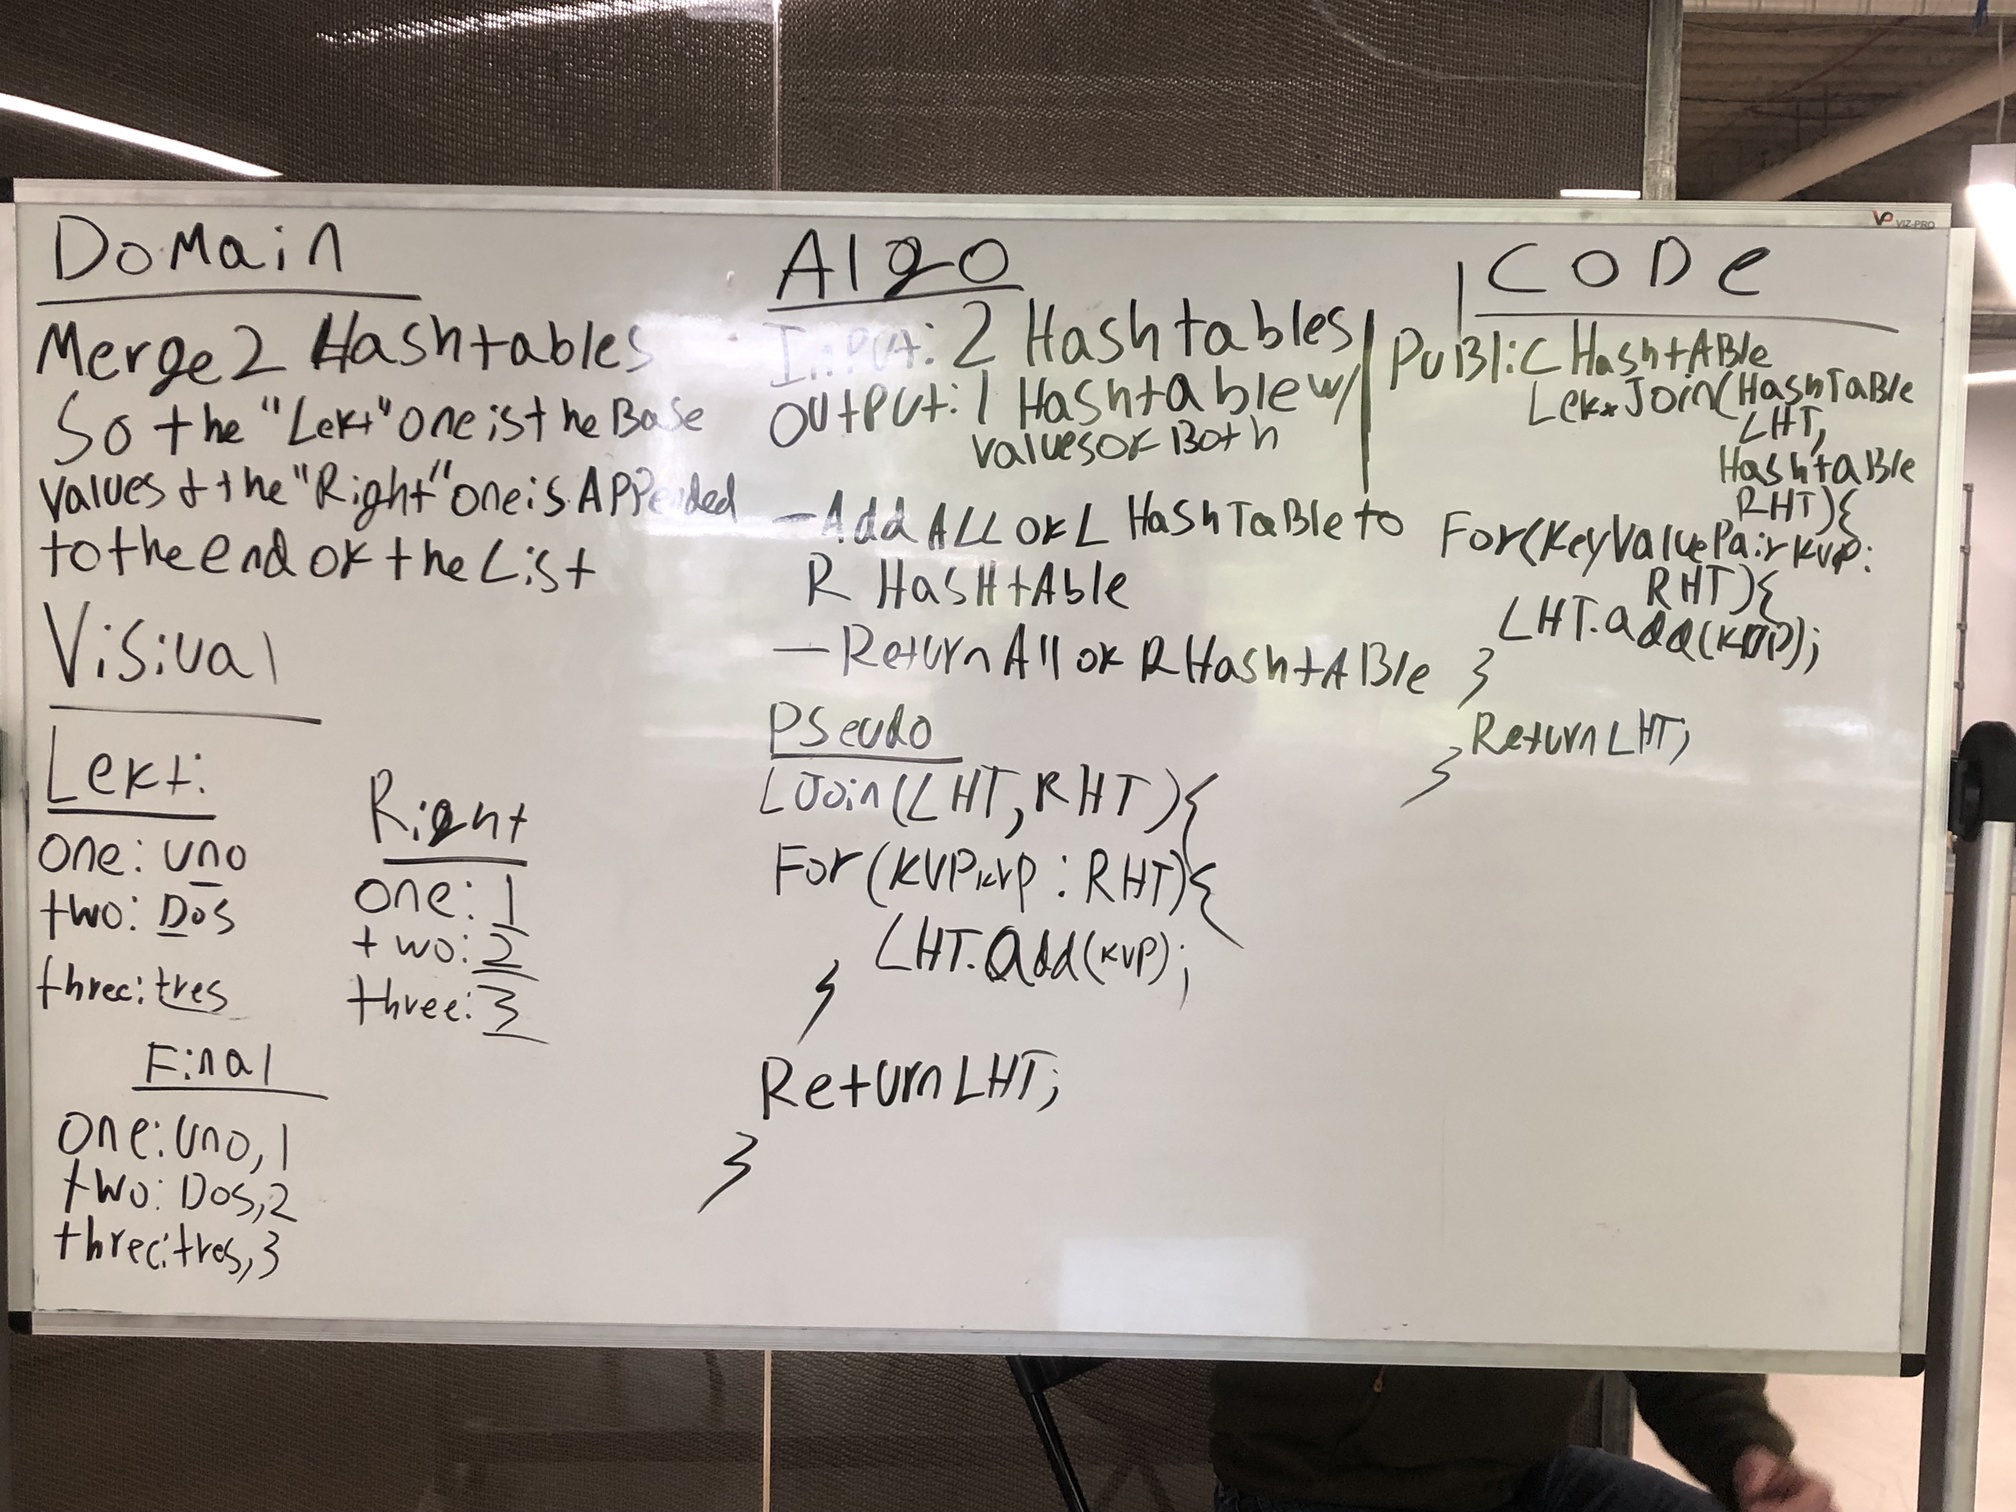 VP VIZ-PRO
Domain
Merge 2 Hashtables
So the "Left" one is the Base
values & the "Right" one is Appended
to the end of the List
Visual
Left:
one: uno
two: Dos
three: tres
Right
one: 1
two: 2
three: 3
Final
one: uno, 1
two: Dos, 2
three: tres, 3
Algo
Input: 2 Hashtables
Output: 1 Hashtable w/
values of Both
- Add ALL of L HashTable to
R HasHtAble
- Return All of R HashtABle
Pseudo
LJoin(LHT, RHT){
For(KVP kvp : RHT){
LHT.add(kvp);
}
Return LHT;
}
CODe
PuBlic HashtABle
Left Join(HashTaBle
LHT,
HashtaBle
RHT){
For(KeyValuePair kvp:
RHT){
LHT.add(kvp);
}
Return LHT;
}